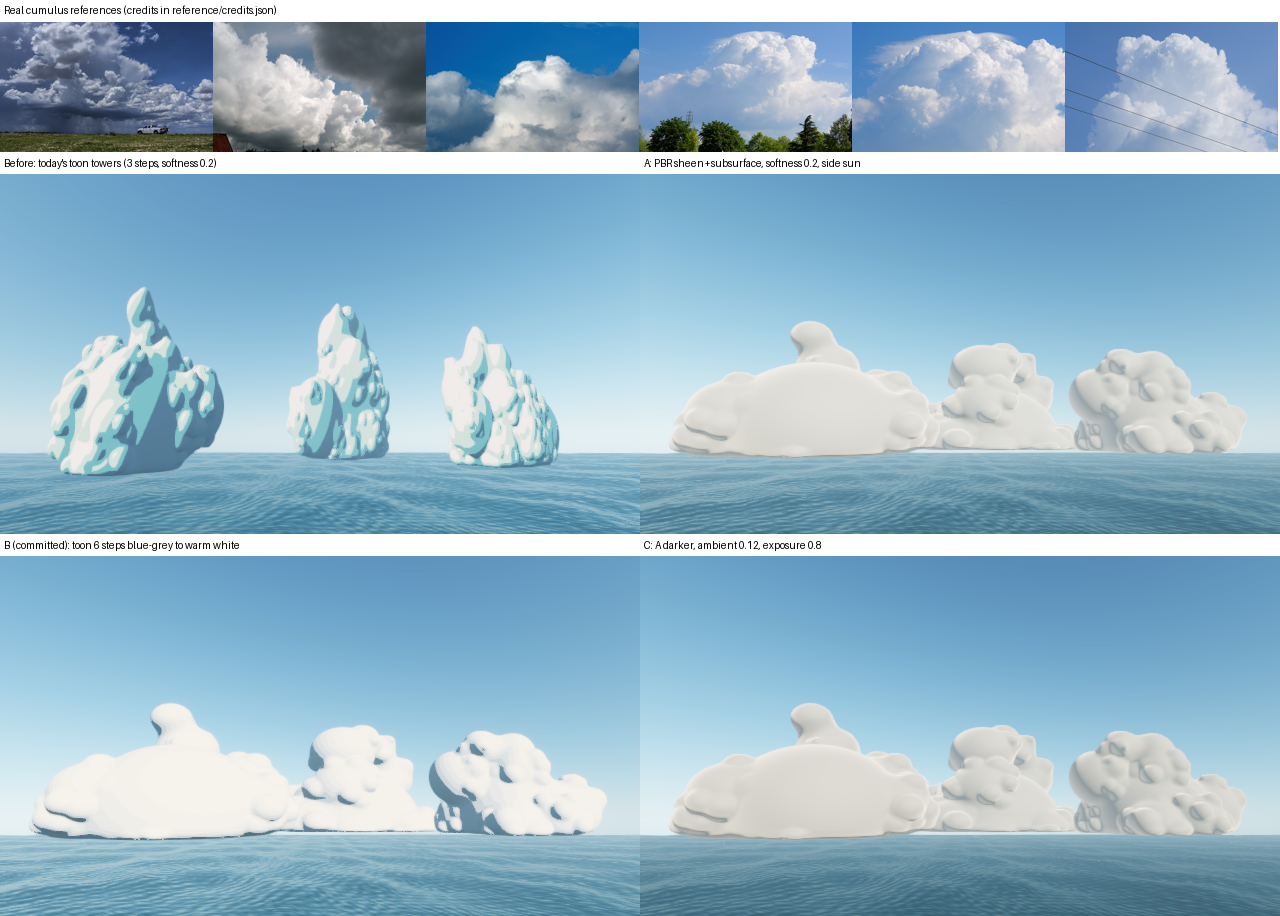 Real cumulus references (credits in reference/credits.json)
Before: today's toon towers (3 steps, softness 0.2)
A: PBR sheen + subsurface, softness 0.2, side sun
B (committed): toon 6 steps blue-grey to warm white
C: A darker, ambient 0.12, exposure 0.8